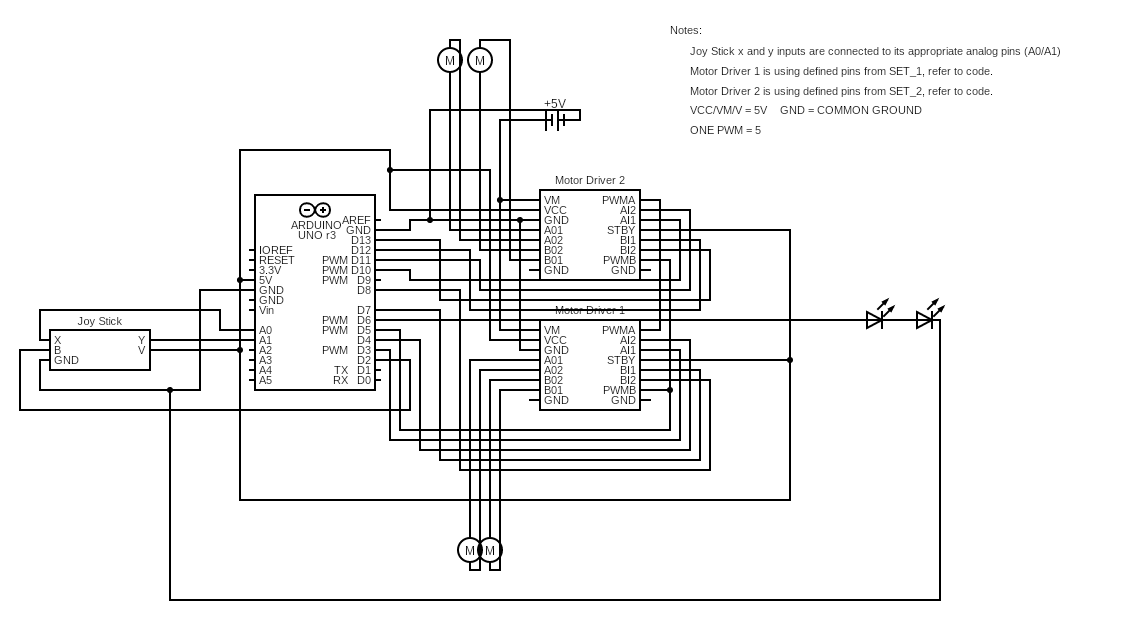 Notes:
Joy Stick x and y inputs are connected to its appropriate analog pins (A0/A1)
Motor Driver 1 is using defined pins from SET_1, refer to code.
Motor Driver 2 is using defined pins from SET_2, refer to code.
VCC/VM/V = 5V GND = COMMON GROUND
ONE PWM = 5
M M
+5V
Motor Driver 2
VM PWMA
VCC AI2
GND AI1
A01 STBY
A02 BI1
B02 BI2
B01 PWMB
GND GND
ARDUINO
UNO r3
AREF
GND
D13
IOREF D12
RESET PWM D11
3.3V PWM D10
5V PWM D9
GND D8
GND
Vin D7
PWM D6
A0 PWM D5
A1 D4
A2 PWM D3
A3 D2
A4 TX D1
A5 RX D0
Joy Stick
X Y
B V
GND
Motor Driver 1
VM PWMA
VCC AI2
GND AI1
A01 STBY
A02 BI1
B02 BI2
B01 PWMB
GND GND
M M